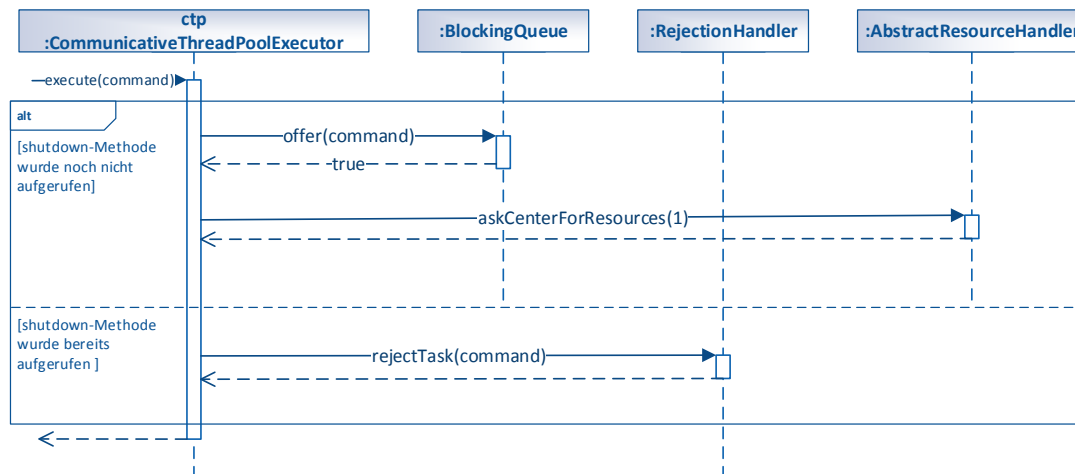 ctp
:CommunicativeThreadPoolExecutor
:BlockingQueue
:RejectionHandler
:AbstractResourceHandler
execute(command)
alt
[shutdown-Methode
wurde noch nicht
aufgerufen]
offer(command)
true
askCenterForResources(1)
[shutdown-Methode
wurde bereits
aufgerufen ]
rejectTask(command)